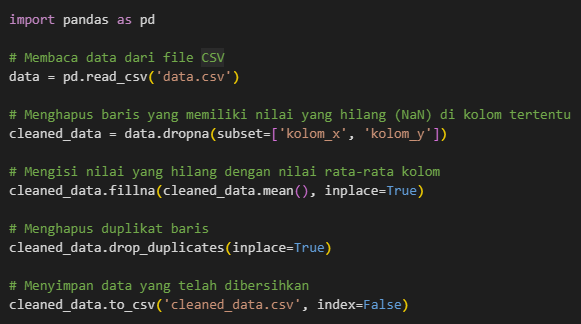 import pandas as pd
# Membaca data dari file CSV
data = pd.read_csv('data.csv')
# Menghapus baris yang memiliki nilai yang hilang (NaN) di kolom tertentu
cleaned_data = data.dropna(subset=['kolom_x', 'kolom_y'])
# Mengisi nilai yang hilang dengan nilai rata-rata kolom
cleaned_data.fillna(cleaned_data.mean(), inplace=True)
# Menghapus duplikat baris
cleaned_data.drop_duplicates(inplace=True)
# Menyimpan data yang telah dibersihkan
cleaned_data.to_csv('cleaned_data.csv', index=False)